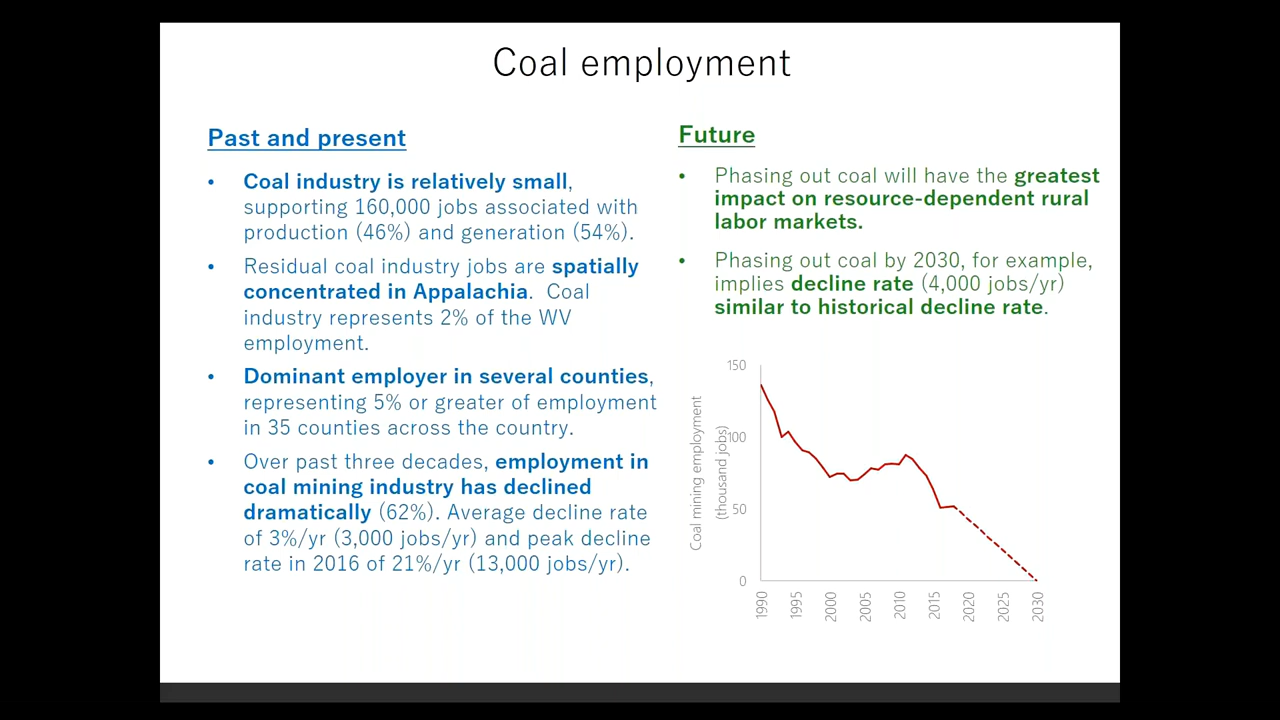 Coal employment
Past and present
• Coal industry is relatively small,
supporting 160,000 jobs associated with
production (46%) and generation (54%).
• Residual coal industry jobs are spatially
concentrated in Appalachia. Coal
industry represents 2% of the WV
employment.
• Dominant employer in several counties,
representing 5% or greater of employment
in 35 counties across the country.
• Over past three decades, employment in
coal mining industry has declined
dramatically (62%). Average decline rate
of 3%/yr (3,000 jobs/yr) and peak decline
rate in 2016 of 21%/yr (13,000 jobs/yr).
Future
• Phasing out coal will have the greatest
impact on resource-dependent rural
labor markets.
• Phasing out coal by 2030, for example,
implies decline rate (4,000 jobs/yr)
similar to historical decline rate.
Coal mining employment
(thousand jobs)
150
100
50
0
1990
1995
2000
2005
2010
2015
2020
2025
2030